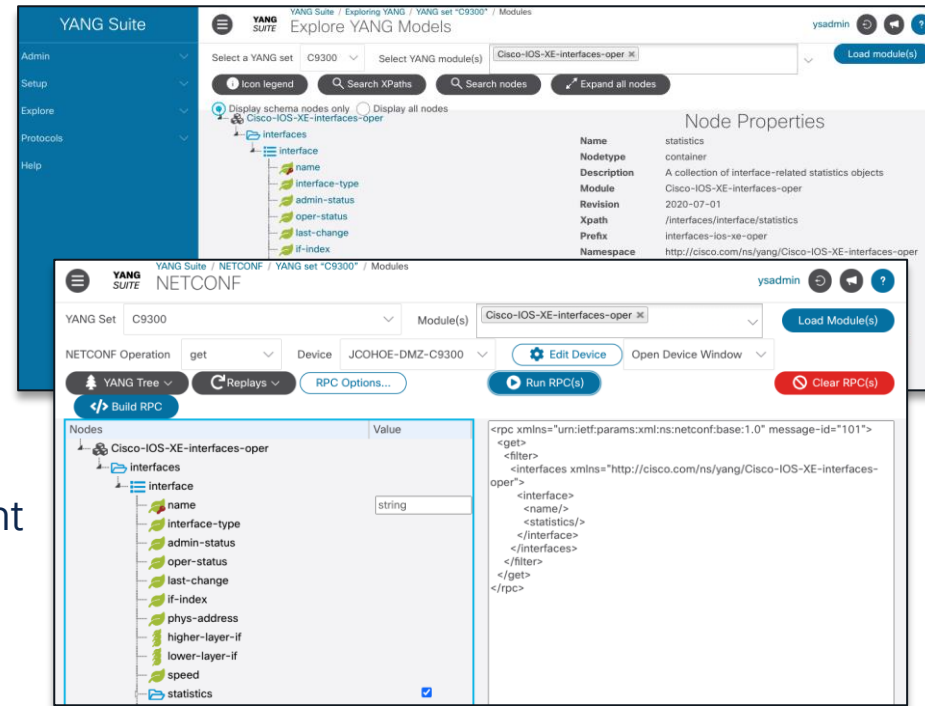 YANG Suite
Admin
Setup
Explore
Protocols
Help
YANG Suite / Exploring YANG / YANG set "C9300" / Modules
YANG SUITE
Explore YANG Models
ysadmin
?
Select a YANG set C9300 Select YANG module(s) Cisco-IOS-XE-interfaces-oper × Load module(s)
i Icon legend Search XPaths Search nodes Expand all nodes
Display schema nodes only Display all nodes
Cisco-IOS-XE-interfaces-oper
interfaces
interface
name
interface-type
admin-status
oper-status
last-change
if-index
Node Properties
Name statistics
Nodetype container
Description A collection of interface-related statistics objects
Module Cisco-IOS-XE-interfaces-oper
Revision 2020-07-01
Xpath /interfaces/interface/statistics
Prefix interfaces-ios-xe-oper
Namespace http://cisco.com/ns/yang/Cisco-IOS-XE-interfaces-oper
nt
YANG Suite / NETCONF / YANG set "C9300" / Modules
YANG SUITE
NETCONF
ysadmin
?
YANG Set C9300 Module(s) Cisco-IOS-XE-interfaces-oper × Load Module(s)
NETCONF Operation get Device JCOHOE-DMZ-C9300 Edit Device Open Device Window
YANG Tree Replays RPC Options... Run RPC(s) Clear RPC(s)
</> Build RPC
Nodes Value
Cisco-IOS-XE-interfaces-oper
interfaces
interface
name string
interface-type
admin-status
oper-status
last-change
if-index
phys-address
higher-layer-if
lower-layer-if
speed
statistics
<rpc xmlns="urn:ietf:params:xml:ns:netconf:base:1.0" message-id="101">
<get>
<filter>
<interfaces xmlns="http://cisco.com/ns/yang/Cisco-IOS-XE-interfaces-
oper">
<interface>
<name/>
<statistics/>
</interface>
</interfaces>
</filter>
</get>
</rpc>